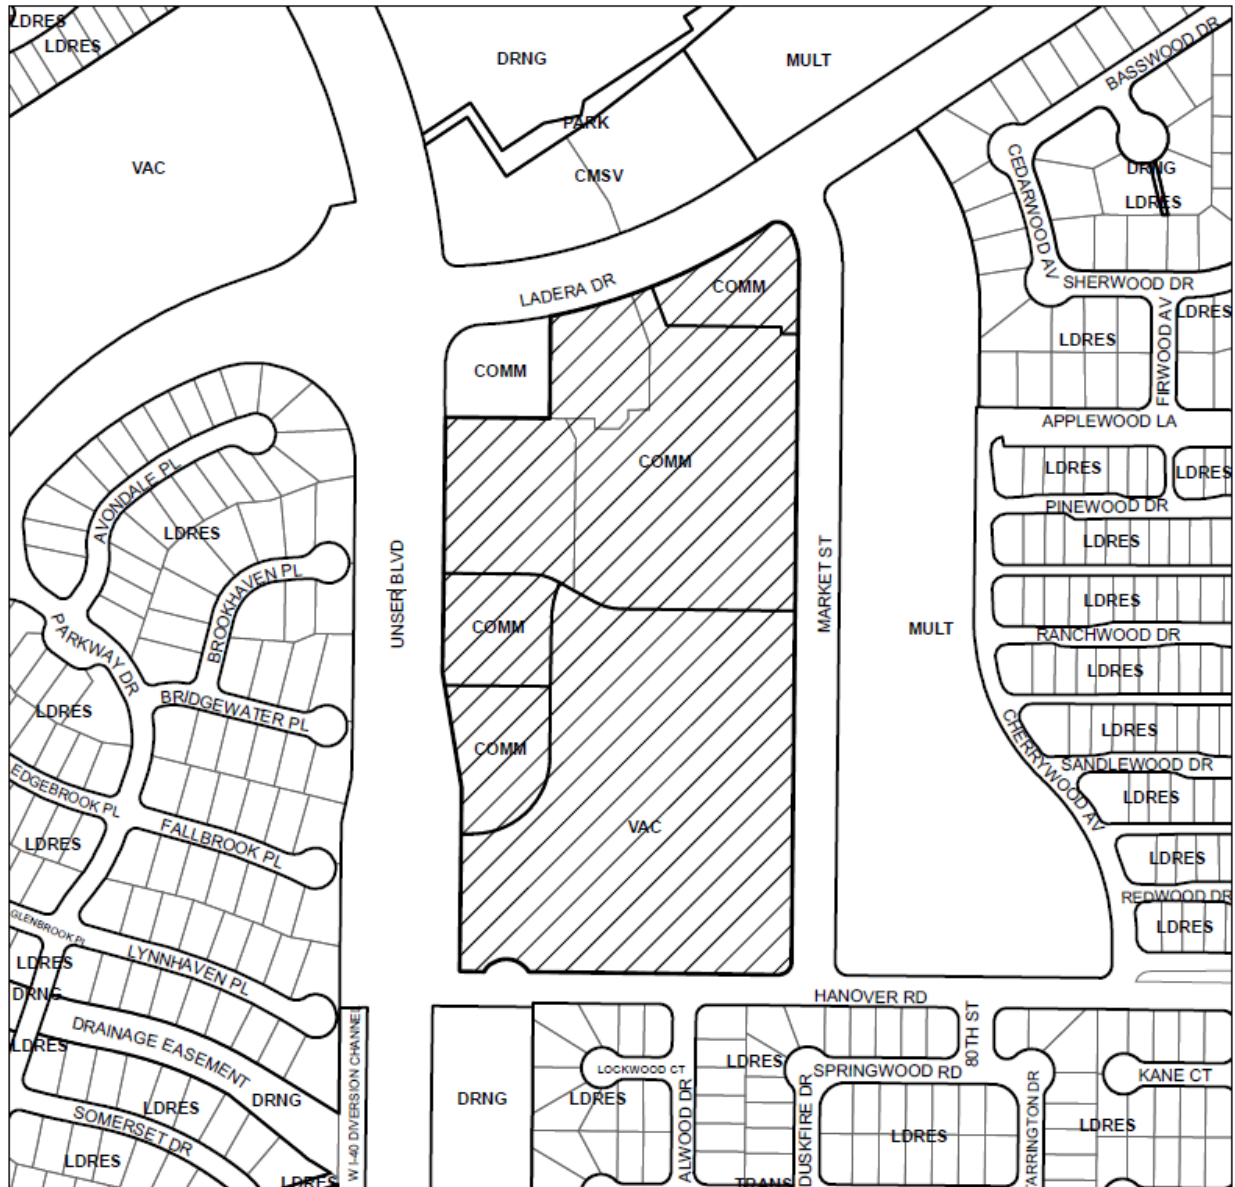 LDRES
LDRES
DRNG
MULT
BASSWOOD DR
PARK
VAC
CMSV
CEDARWOOD AV
DRNG
LDRES
LADERA DR
COMM
SHERWOOD DR
LDRES
FIRWOOD AV
LDRES
COMM
APPLEWOOD LA
COMM
LDRES
LDRES
AVONDALE PL
LDRES
PINEWOOD DR
LDRES
UNSER BLVD
MARKET ST
BROOKHAVEN PL
LDRES
COMM
MULT
RANCHWOOD DR
PARKWAY DR
LDRES
LDRES
BRIDGEWATER PL
CHERRYWOOD AV
LDRES
COMM
SANDLEWOOD DR
EDGEBROOK PL
LDRES
FALLBROOK PL
VAC
LDRES
LDRES
REDWOOD DR
GLENBROOK PL
LDRES
LYNNHAVEN PL
LDRES
DRNG
HANOVER RD
80TH ST
W I-40 DIVERSION CHANNEL
DRAINAGE EASEMENT
LDRES
LDRES
LOCKWOOD CT
SPRINGWOOD RD
KANE CT
DRNG
DRNG
LDRES
ALWOOD DR
DUSKFIRE DR
TARRINGTON DR
LDRES
SOMERSET DR
LDRES
LDRES
LDRES
LDRES
TRANS